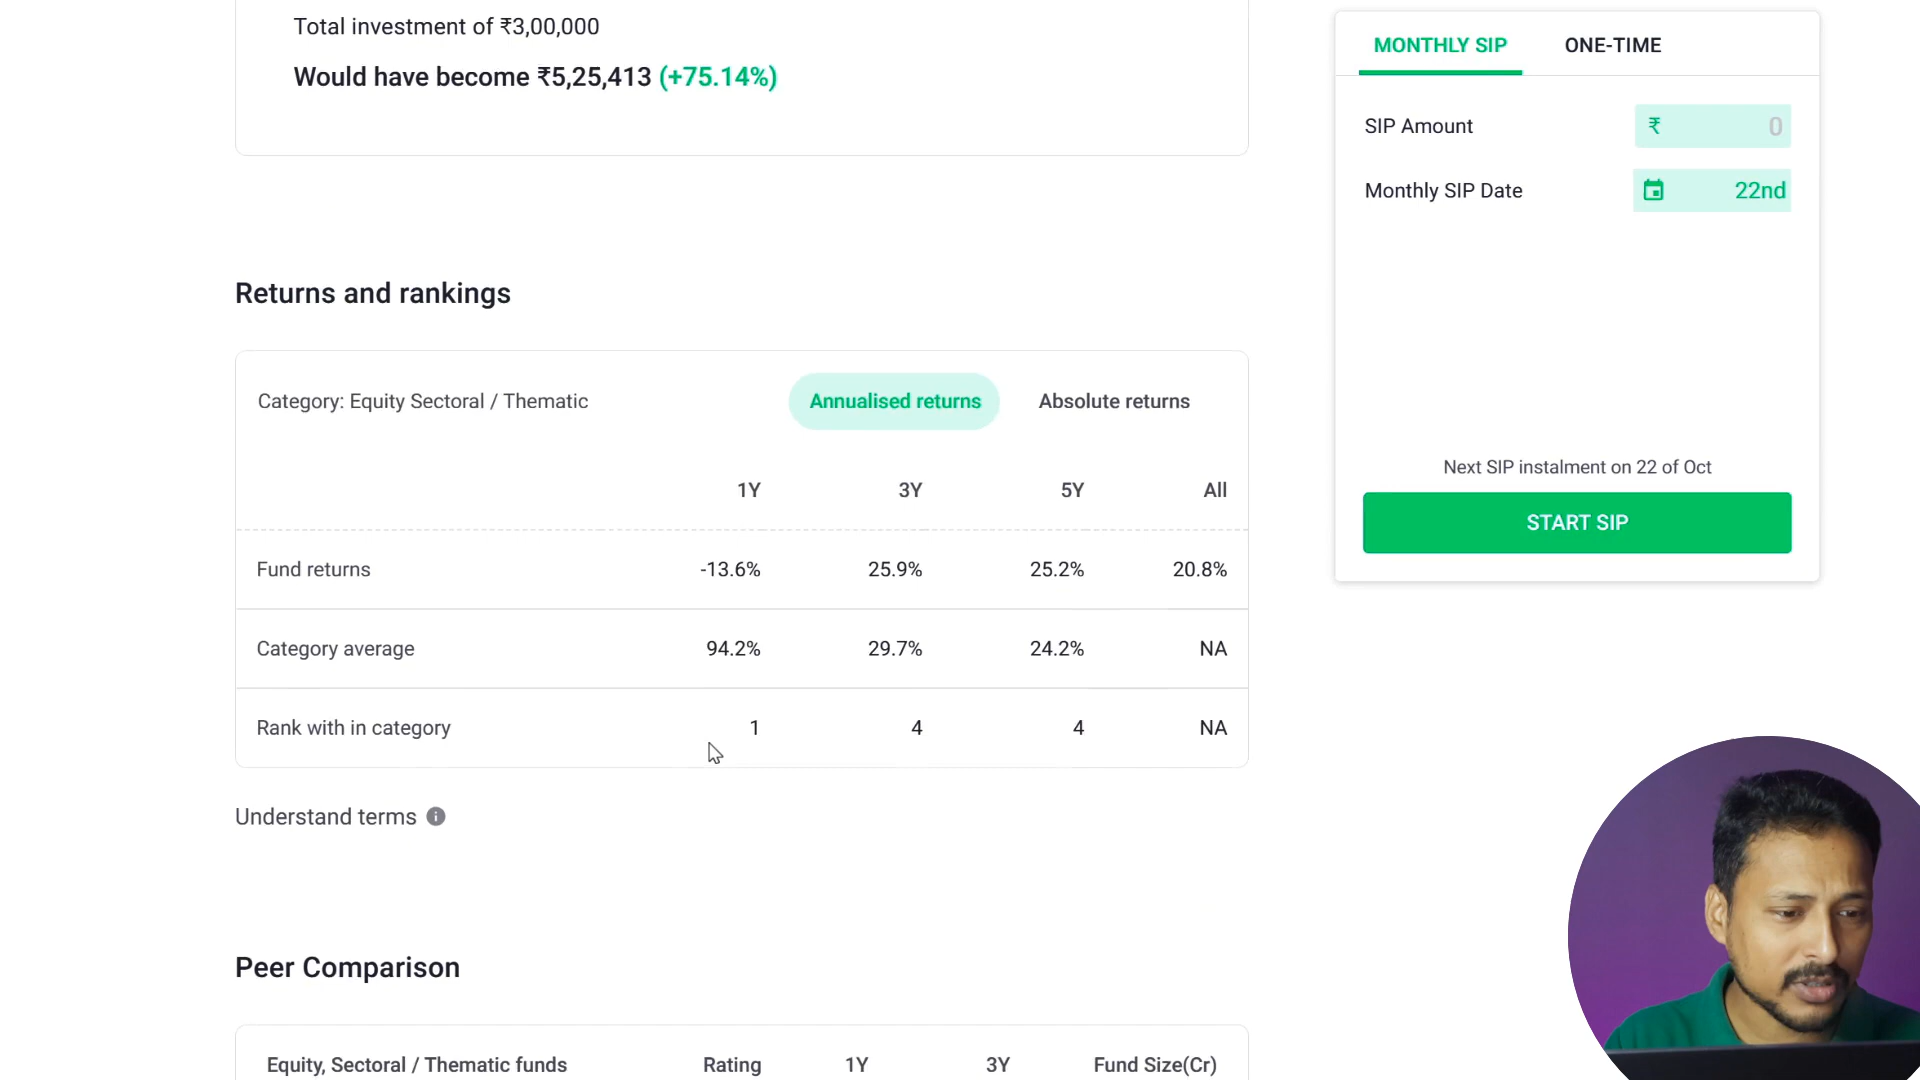 Total investment of ₹3,00,000
Would have become ₹5,25,413 (+75.14%)
MONTHLY SIP ONE-TIME
SIP Amount ₹ 0
Monthly SIP Date 22nd
Next SIP instalment on 22 of Oct
START SIP
Returns and rankings
Category: Equity Sectoral / Thematic Annualised returns Absolute returns
1Y 3Y 5Y All
Fund returns -13.6% 25.9% 25.2% 20.8%
Category average 94.2% 29.7% 24.2% NA
Rank with in category 1 4 4 NA
Understand terms
Peer Comparison
Equity, Sectoral / Thematic funds Rating 1Y 3Y Fund Size(Cr)